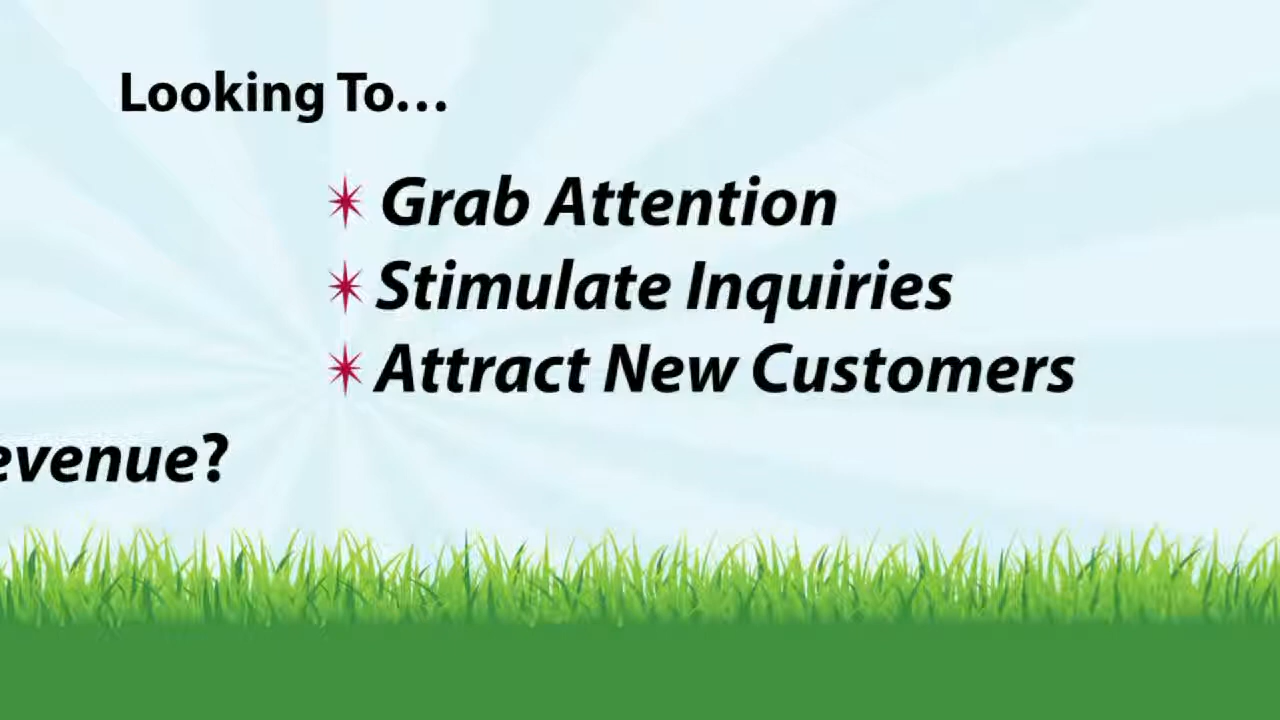 Looking To…
Grab Attention
Stimulate Inquiries
Attract New Customers
evenue?